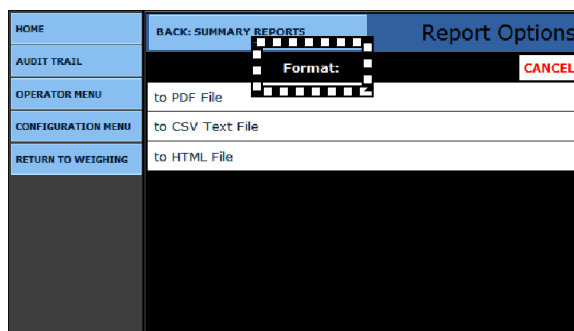 HOME
AUDIT TRAIL
OPERATOR MENU
CONFIGURATION MENU
RETURN TO WEIGHING
BACK: SUMMARY REPORTS
Report Options
Format:
CANCEL
to PDF File
to CSV Text File
to HTML File